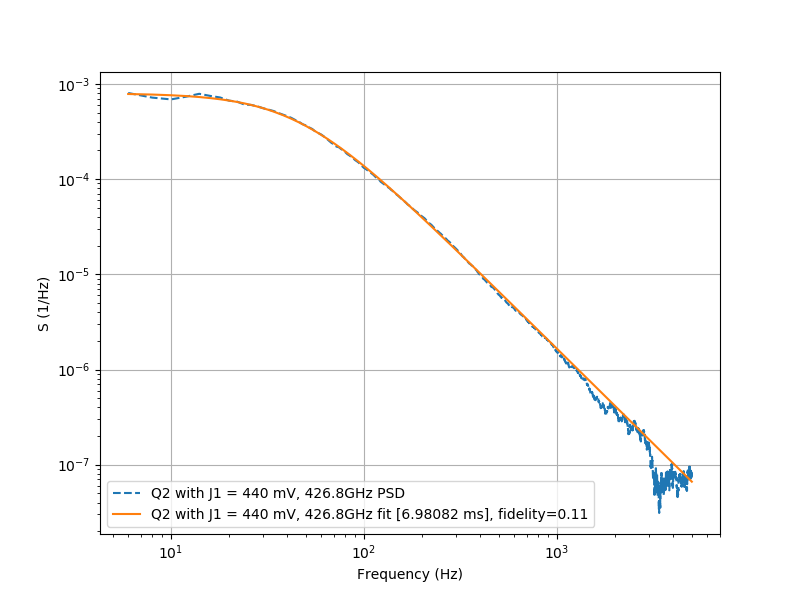 10⁻³
10⁻⁴
10⁻⁵
10⁻⁶
10⁻⁷
S (1/Hz)
Q2 with J1 = 440 mV, 426.8GHz PSD
Q2 with J1 = 440 mV, 426.8GHz fit [6.98082 ms], fidelity=0.11
10¹ 10² 10³
Frequency (Hz)